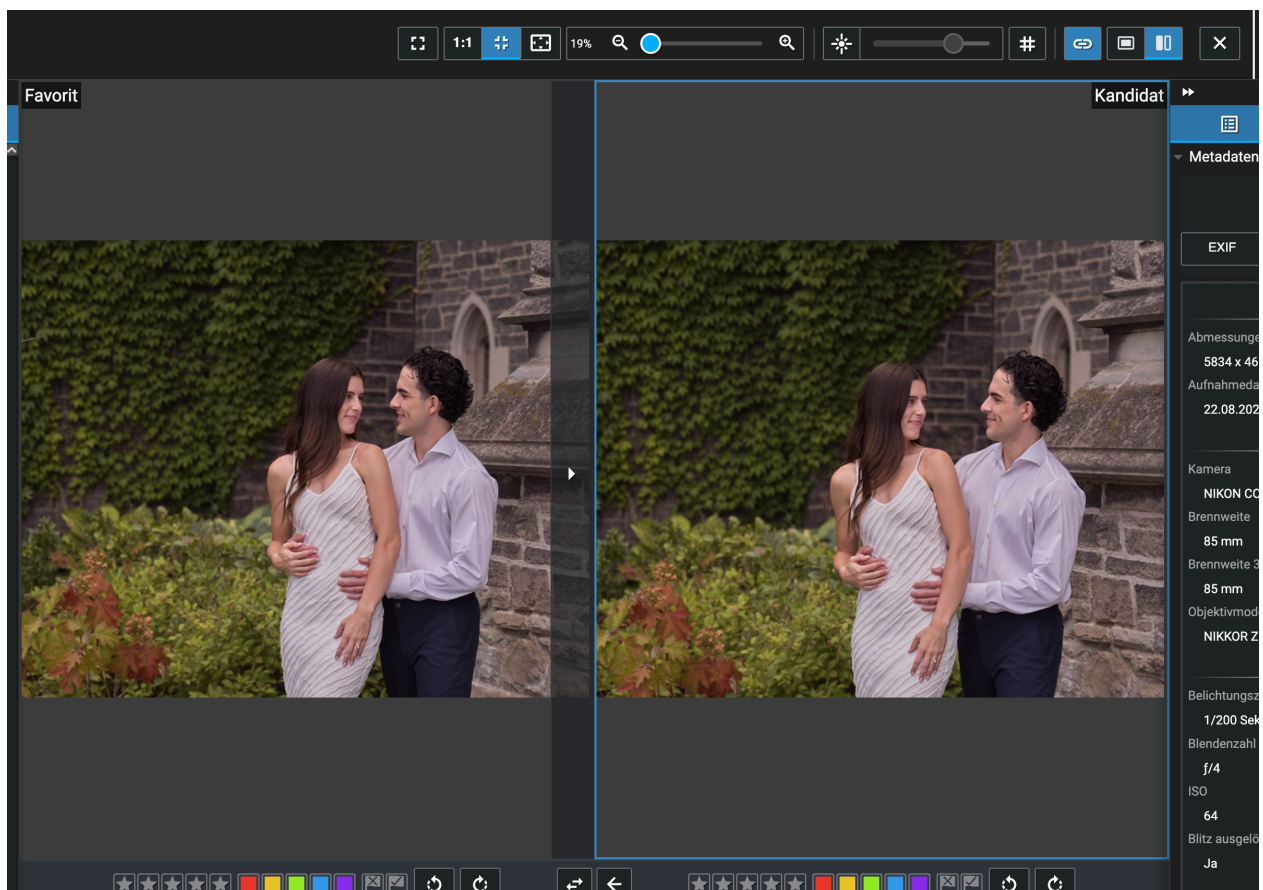 1:1
19%
Favorit
Kandidat
Metadaten
EXIF
Abmessunge
5834 x 46
Aufnahmeda
22.08.202
Kamera
NIKON CO
Brennweite
85 mm
Brennweite 3
85 mm
Objektivmod
NIKKOR Z
Belichtungsz
1/200 Sek
Blendenzahl
ƒ/4
ISO
64
Blitz ausgelö
Ja